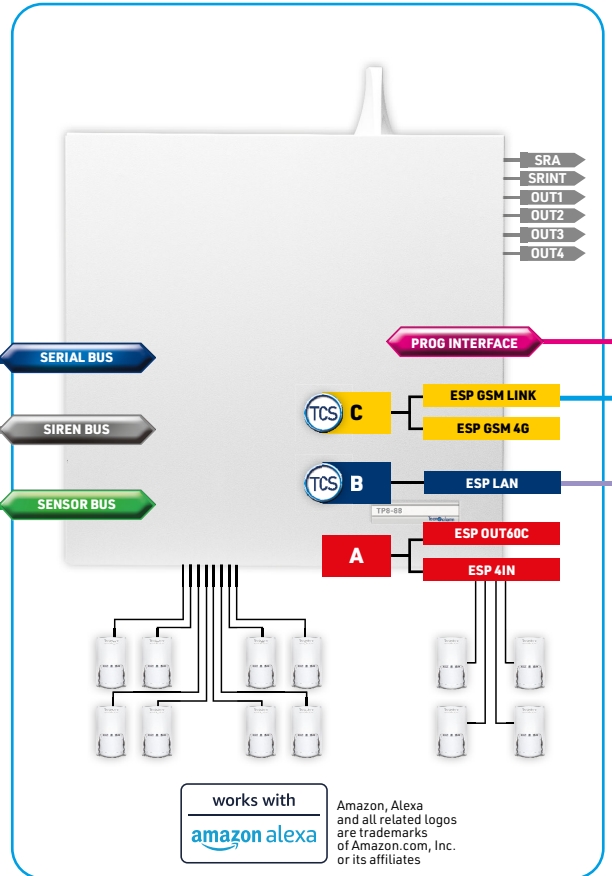 SRA
SRINT
OUT1
OUT2
OUT3
OUT4
PROG INTERFACE
SERIAL BUS
TCS C
ESP GSM LINK
ESP GSM 4G
SIREN BUS
TCS B
ESP LAN
SENSOR BUS
TP8-88
A
ESP OUT60C
ESP 4IN
works with
amazon alexa
Amazon, Alexa
and all related logos
are trademarks
of Amazon.com, Inc.
or its affiliates